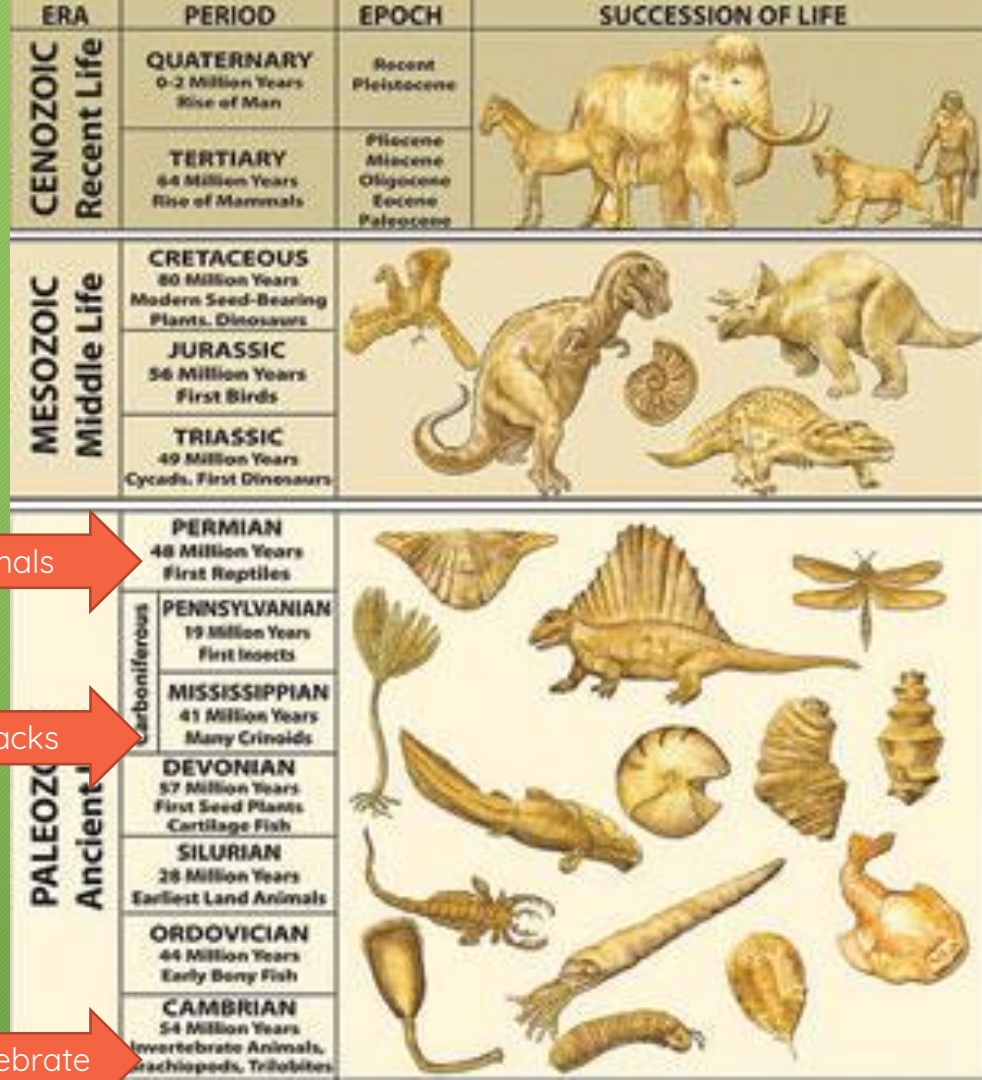 ERA PERIOD EPOCH SUCCESSION OF LIFE
CENOZOIC
Recent Life
QUATERNARY
0-2 Million Years
Rise of Man
Recent
Pleistocene
TERTIARY
64 Million Years
Rise of Mammals
Pliocene
Miocene
Oligocene
Eocene
Paleocene
MESOZOIC
Middle Life
CRETACEOUS
80 Million Years
Modern Seed-Bearing
Plants. Dinosaurs
JURASSIC
56 Million Years
First Birds
TRIASSIC
49 Million Years
Cycads. First Dinosaurs
nals
acks
ebrate
PALEOZO
Ancient
PERMIAN
48 Million Years
First Reptiles
Carboniferous
PENNSYLVANIAN
19 Million Years
First Insects
MISSISSIPPIAN
41 Million Years
Many Crinoids
DEVONIAN
57 Million Years
First Seed Plants
Cartilage Fish
SILURIAN
28 Million Years
Earliest Land Animals
ORDOVICIAN
44 Million Years
Early Bony Fish
CAMBRIAN
54 Million Years
Invertebrate Animals,
rachiopods, Trilobites